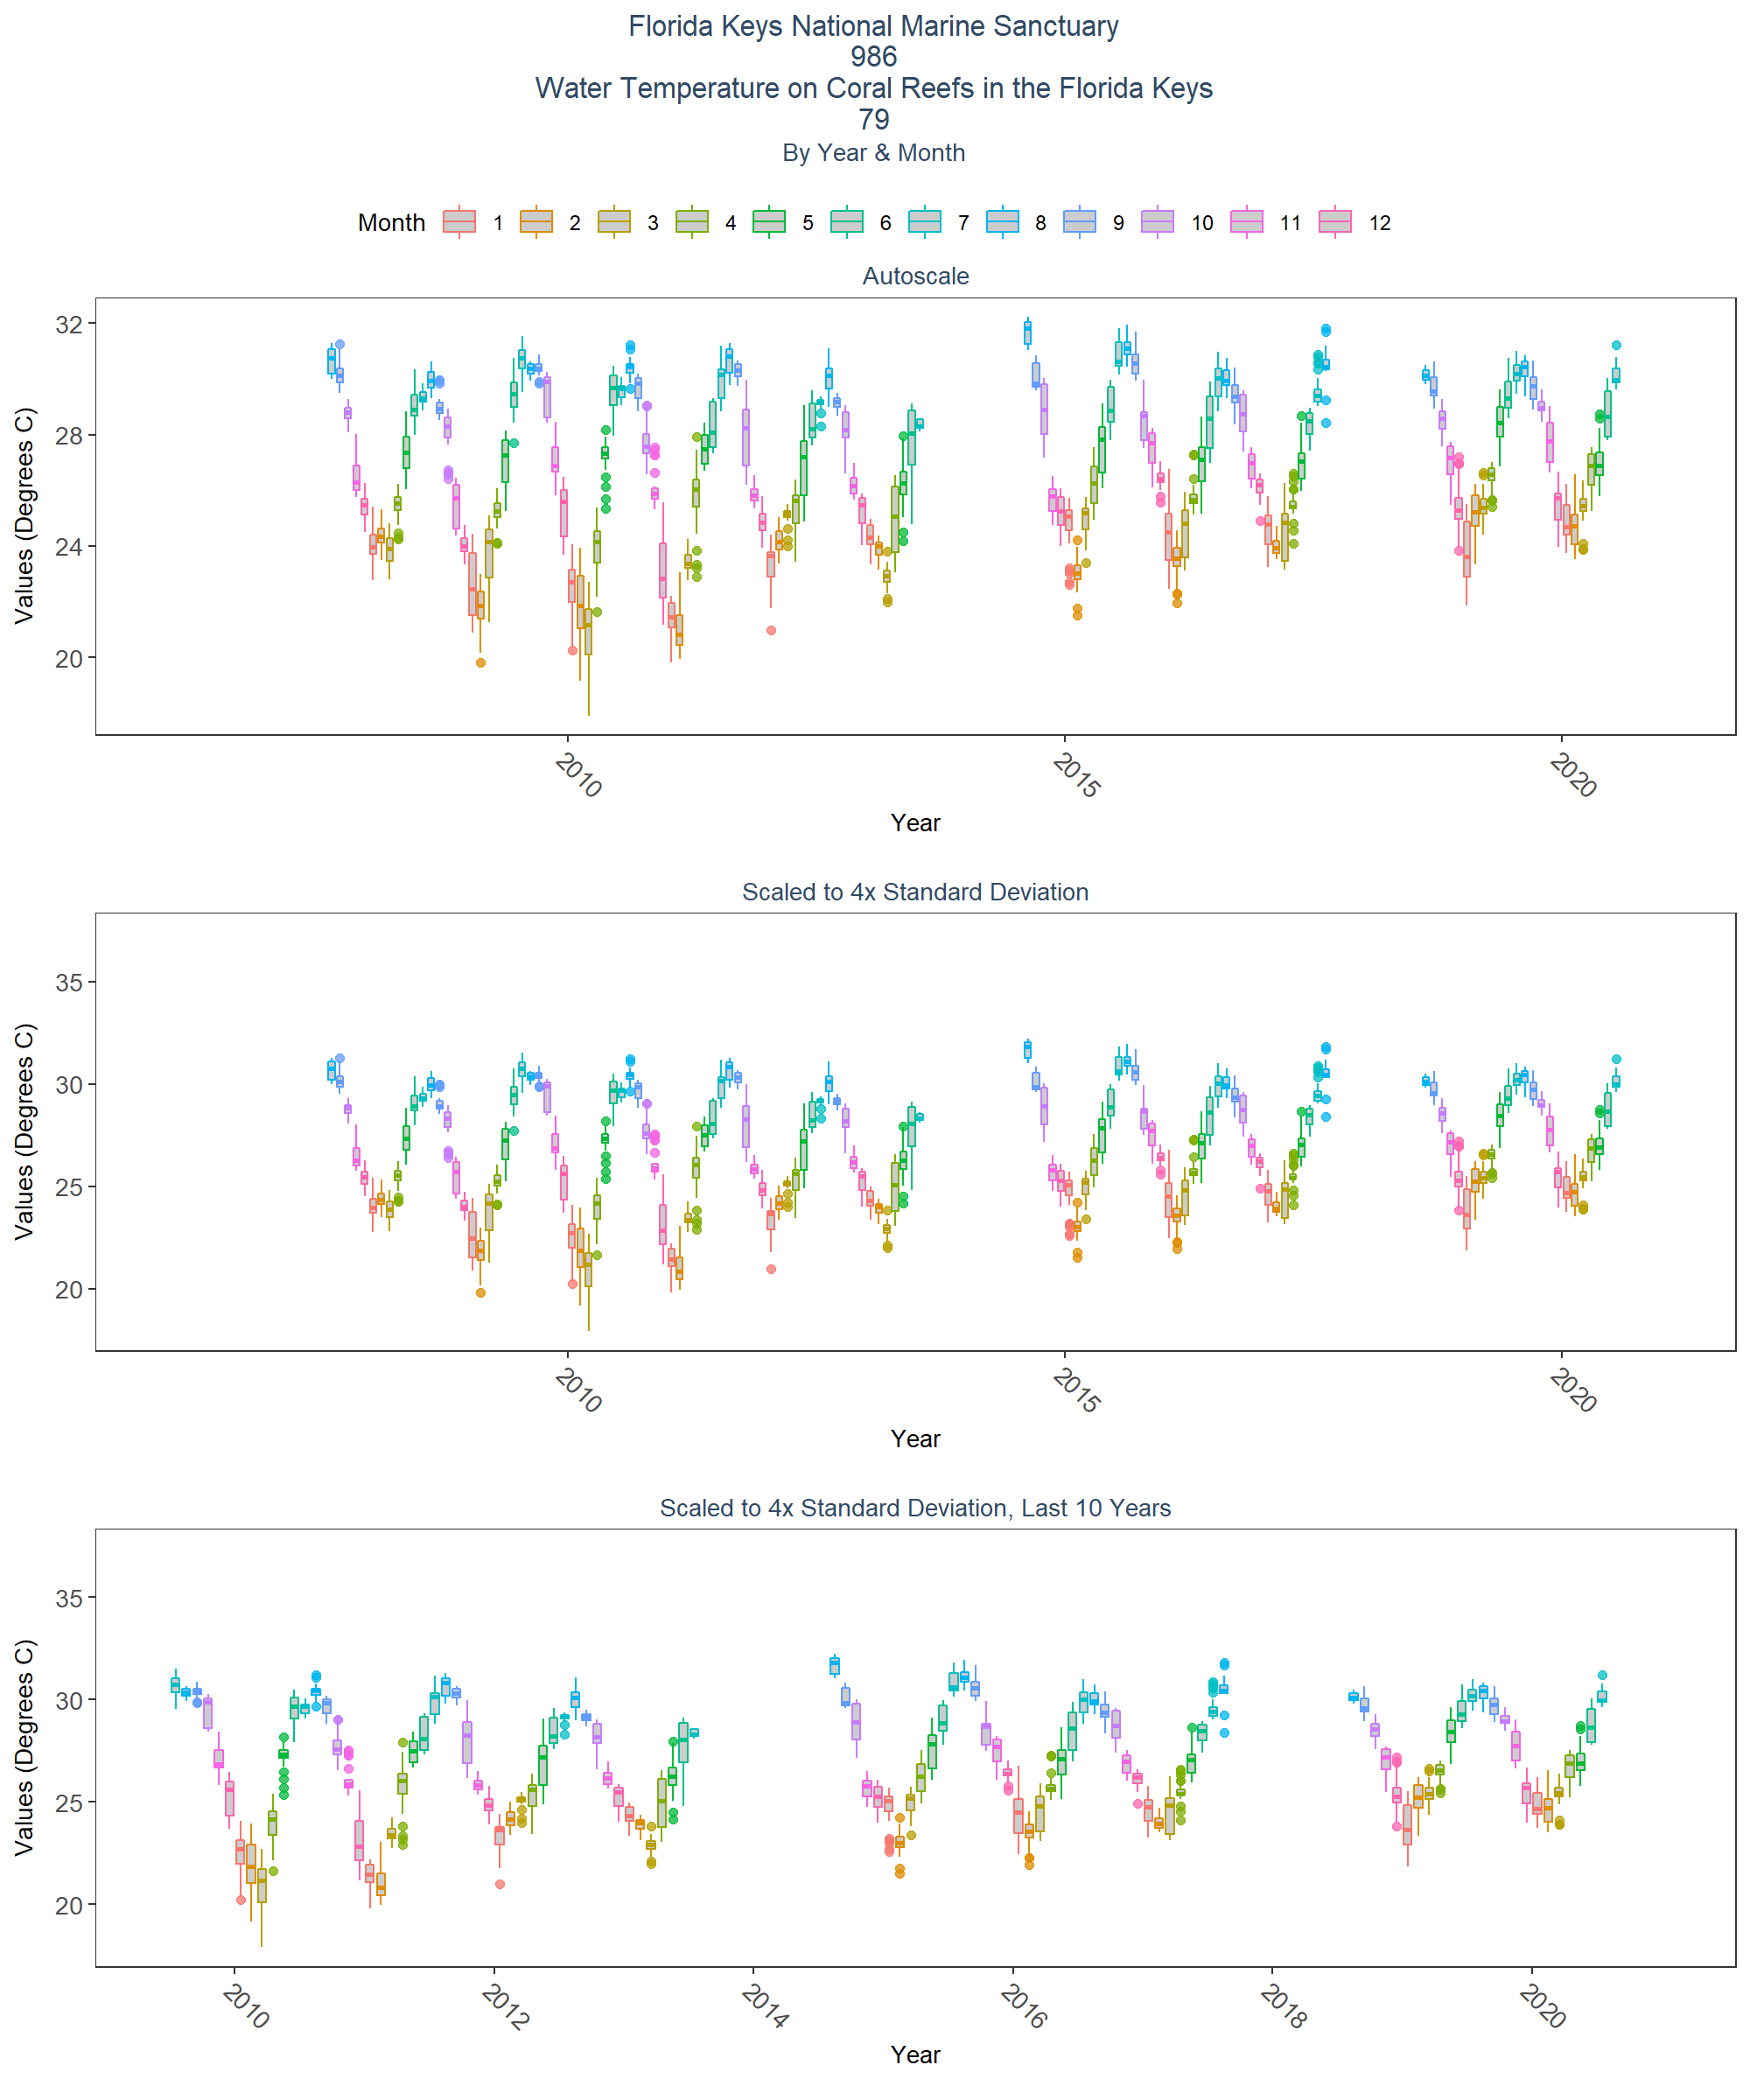 Florida Keys National Marine Sanctuary
986
Water Temperature on Coral Reefs in the Florida Keys
79
By Year & Month
Month 1 2 3 4 5 6 7 8 9 10 11 12
Autoscale
Values (Degrees C)
32
28
24
20
2010 2015 2020
Year
Scaled to 4x Standard Deviation
Values (Degrees C)
35
30
25
20
2010 2015 2020
Year
Scaled to 4x Standard Deviation, Last 10 Years
Values (Degrees C)
35
30
25
20
2010 2012 2014 2016 2018 2020
Year